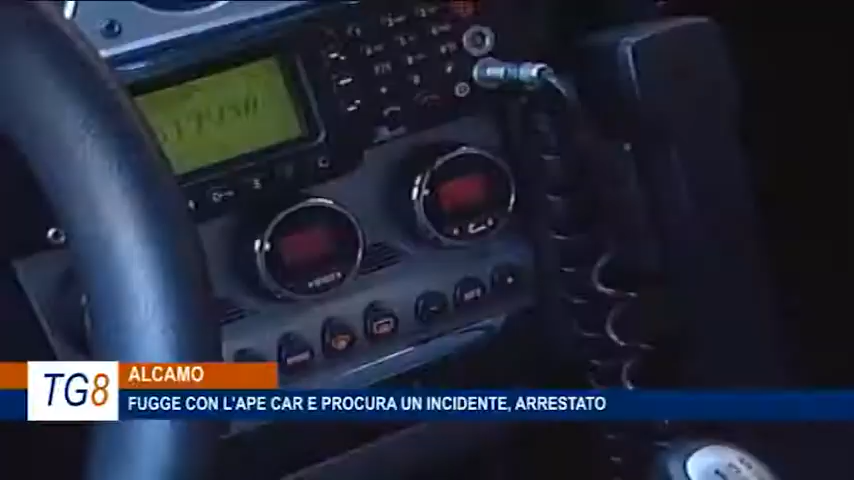 TG8
ALCAMO
FUGGE CON L'APE CAR E PROCURA UN INCIDENTE, ARRESTATO